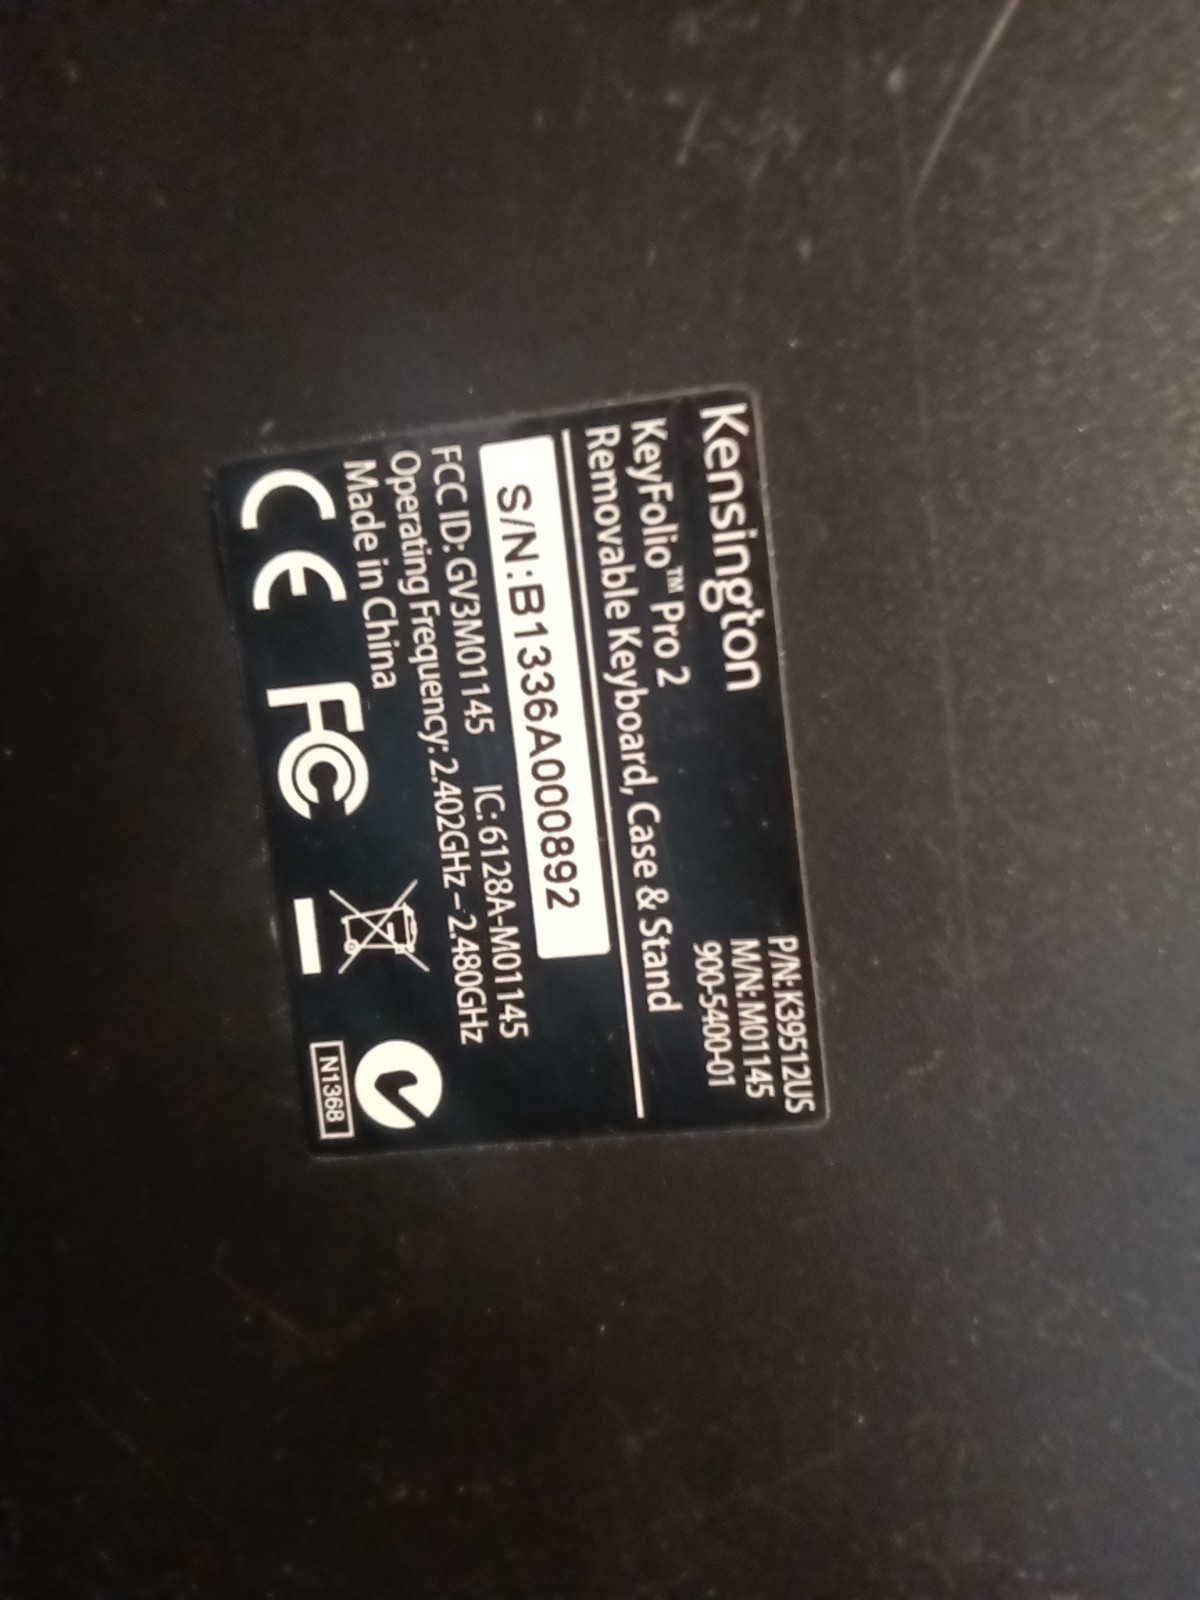 Kensington
P/N: K39512US
KeyFolio™ Pro 2
M/N: M01145
Removable Keyboard, Case & Stand
900-5400-01
S/N:B1336A000892
FCC ID: GV3M01145 IC: 6128A-M01145
Operating Frequency: 2.402GHz – 2.480GHz
Made in China
CE FC
N1368